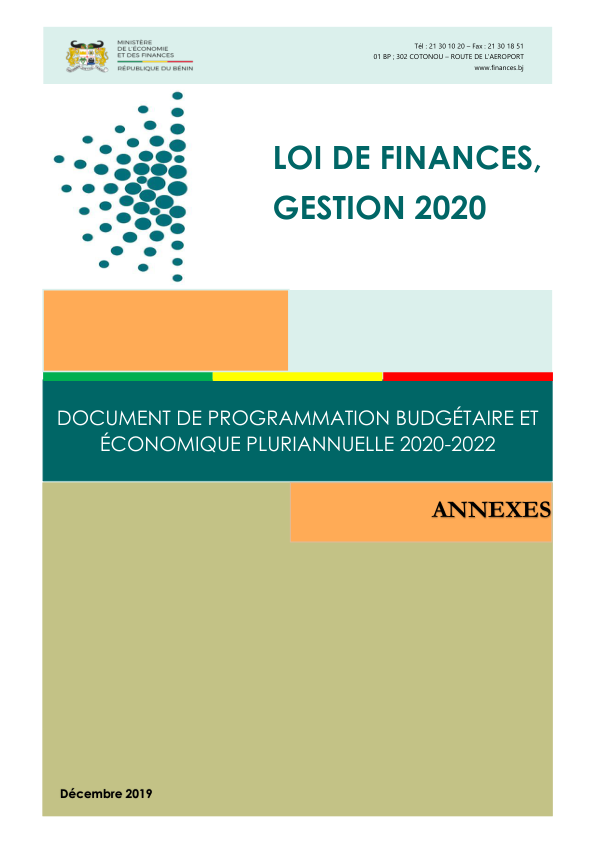 MINISTÈRE
DE L'ÉCONOMIE
ET DES FINANCES
RÉPUBLIQUE DU BÉNIN
Tél : 21 30 10 20 – Fax : 21 30 18 51
01 BP ; 302 COTONOU – ROUTE DE L'AEROPORT
www.finances.bj
LOI DE FINANCES,
GESTION 2020
DOCUMENT DE PROGRAMMATION BUDGÉTAIRE ET
ÉCONOMIQUE PLURIANNUELLE 2020-2022
ANNEXES
Décembre 2019